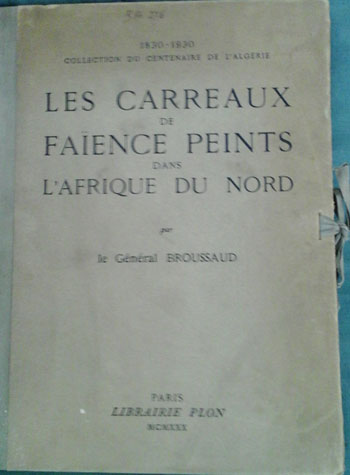 1830-1930
COLLECTION DU CENTENAIRE DE L'ALGÉRIE
LES CARREAUX
DE
FAÏENCE PEINTS
DANS
L'AFRIQUE DU NORD
par
le Général BROUSSAUD
PARIS
LIBRAIRIE PLON
MCMXXX